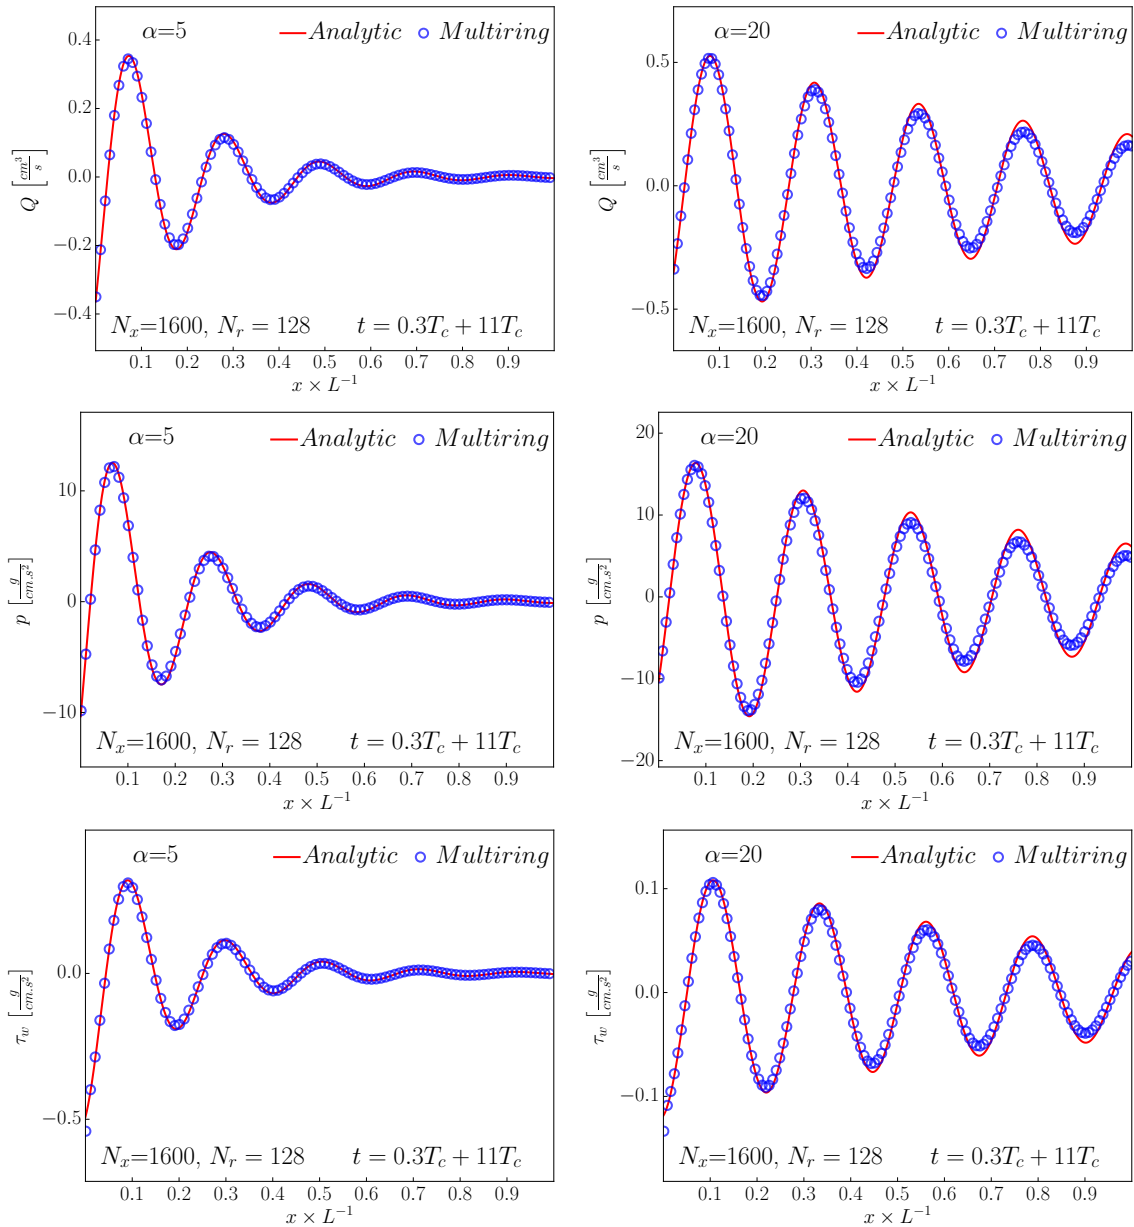 α=5 Analytic Multiring
0.4
0.2
0.0
−0.2
−0.4
Q [cm³/s]
N_x=1600, N_r = 128 t = 0.3T_c + 11T_c
0.1 0.2 0.3 0.4 0.5 0.6 0.7 0.8 0.9
x × L⁻¹
α=20 Analytic Multiring
0.5
0.0
−0.5
Q [cm³/s]
N_x=1600, N_r = 128 t = 0.3T_c + 11T_c
0.1 0.2 0.3 0.4 0.5 0.6 0.7 0.8 0.9
x × L⁻¹
α=5 Analytic Multiring
10
0
−10
p [g/cm.s²]
N_x=1600, N_r = 128 t = 0.3T_c + 11T_c
0.1 0.2 0.3 0.4 0.5 0.6 0.7 0.8 0.9
x × L⁻¹
α=20 Analytic Multiring
20
10
0
−10
−20
p [g/cm.s²]
N_x=1600, N_r = 128 t = 0.3T_c + 11T_c
0.1 0.2 0.3 0.4 0.5 0.6 0.7 0.8 0.9
x × L⁻¹
α=5 Analytic Multiring
0.0
−0.5
τ_w [g/cm.s²]
N_x=1600, N_r = 128 t = 0.3T_c + 11T_c
0.1 0.2 0.3 0.4 0.5 0.6 0.7 0.8 0.9
x × L⁻¹
α=20 Analytic Multiring
0.1
0.0
−0.1
τ_w [g/cm.s²]
N_x=1600, N_r = 128 t = 0.3T_c + 11T_c
0.1 0.2 0.3 0.4 0.5 0.6 0.7 0.8 0.9
x × L⁻¹